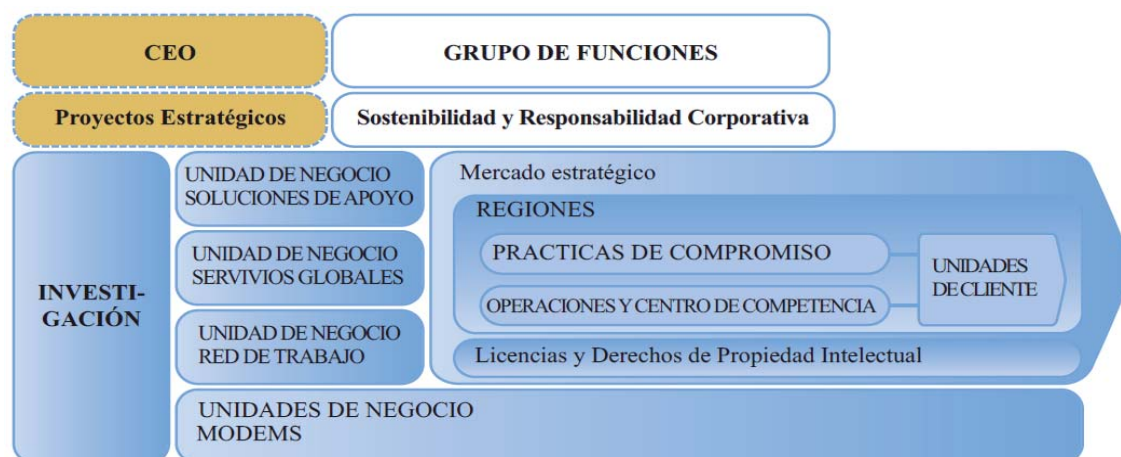 CEO
GRUPO DE FUNCIONES
Proyectos Estratégicos
Sostenibilidad y Responsabilidad Corporativa
INVESTI-
GACIÓN
UNIDAD DE NEGOCIO
SOLUCIONES DE APOYO
UNIDAD DE NEGOCIO
SERVIVIOS GLOBALES
UNIDAD DE NEGOCIO
RED DE TRABAJO
Mercado estratégico
REGIONES
PRACTICAS DE COMPROMISO
OPERACIONES Y CENTRO DE COMPETENCIA
UNIDADES
DE CLIENTE
Licencias y Derechos de Propiedad Intelectual
UNIDADES DE NEGOCIO
MODEMS